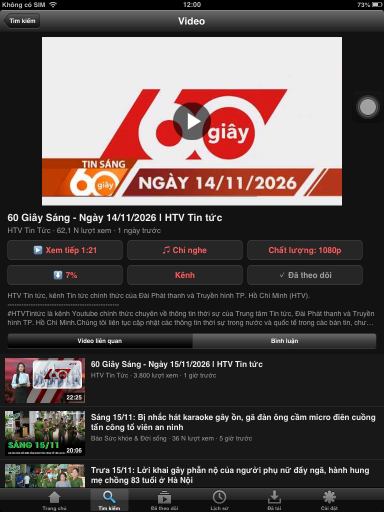 Không có SIM
12:00
73%
Tìm kiếm
Video
60 giây
TIN SÁNG
60 giây
NGÀY 14/11/2026
60 Giây Sáng - Ngày 14/11/2026 l HTV Tin tức
HTV Tin Tức · 62,1 N lượt xem · 1 ngày trước
Xem tiếp 1:21
Chỉ nghe
Chất lượng: 1080p
7%
Kênh
✓ Đã theo dõi
HTV Tin tức, kênh Tin tức chính thức của Đài Phát thanh và Truyền hình TP. Hồ Chí Minh (HTV).
--------------------------------------------
#HTVTintức là kênh Youtube chính thức chuyên về thông tin thời sự của Trung tâm Tin tức, Đài Phát thanh và
Truyền hình TP. Hồ Chí Minh.Chúng tôi liên tục cập nhật các thông tin thời sự trong nước và quốc tế trong các bản tin, chư…
Video liên quan
Bình luận
60 Giây Sáng - Ngày 15/11/2026 l HTV Tin tức
HTV Tin Tức · 3.800 lượt xem · 1 giờ trước
22:25
Sáng 15/11: Bị nhắc hát karaoke gây ồn, gã đàn ông cầm micro điên cuồng
tấn công tổ viên an ninh
Báo Sức khỏe & Đời sống · 36 N lượt xem · 5 giờ trước
SÁNG 15/11
20:06
Trưa 15/11: Lời khai gây phẫn nộ của người phụ nữ đẩy ngã, hành hung
mẹ chồng 83 tuổi ở Hà Nội
Trang chủ
Tìm kiếm
Đã theo dõi
Lịch sử
Đã tải
Cài đặt